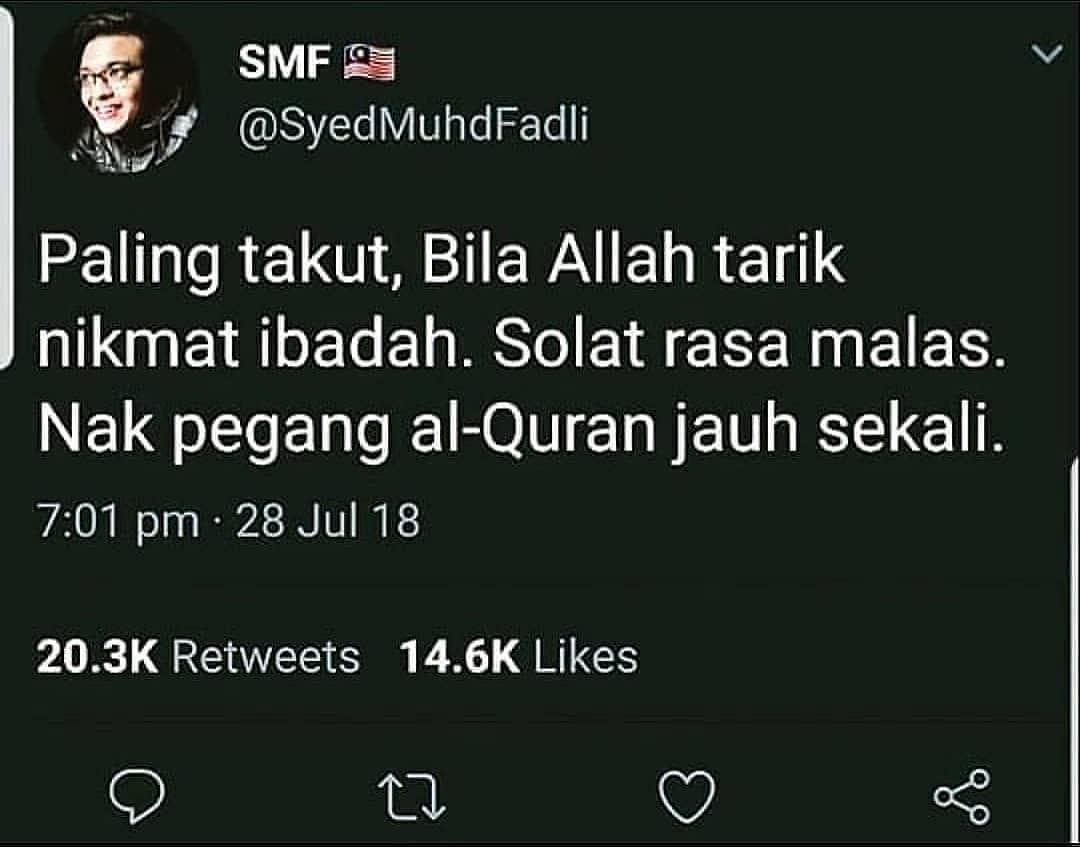 SMF 🇲🇾
@SyedMuhdFadli
Paling takut, Bila Allah tarik
nikmat ibadah. Solat rasa malas.
Nak pegang al-Quran jauh sekali.
7:01 pm · 28 Jul 18
20.3K Retweets 14.6K Likes